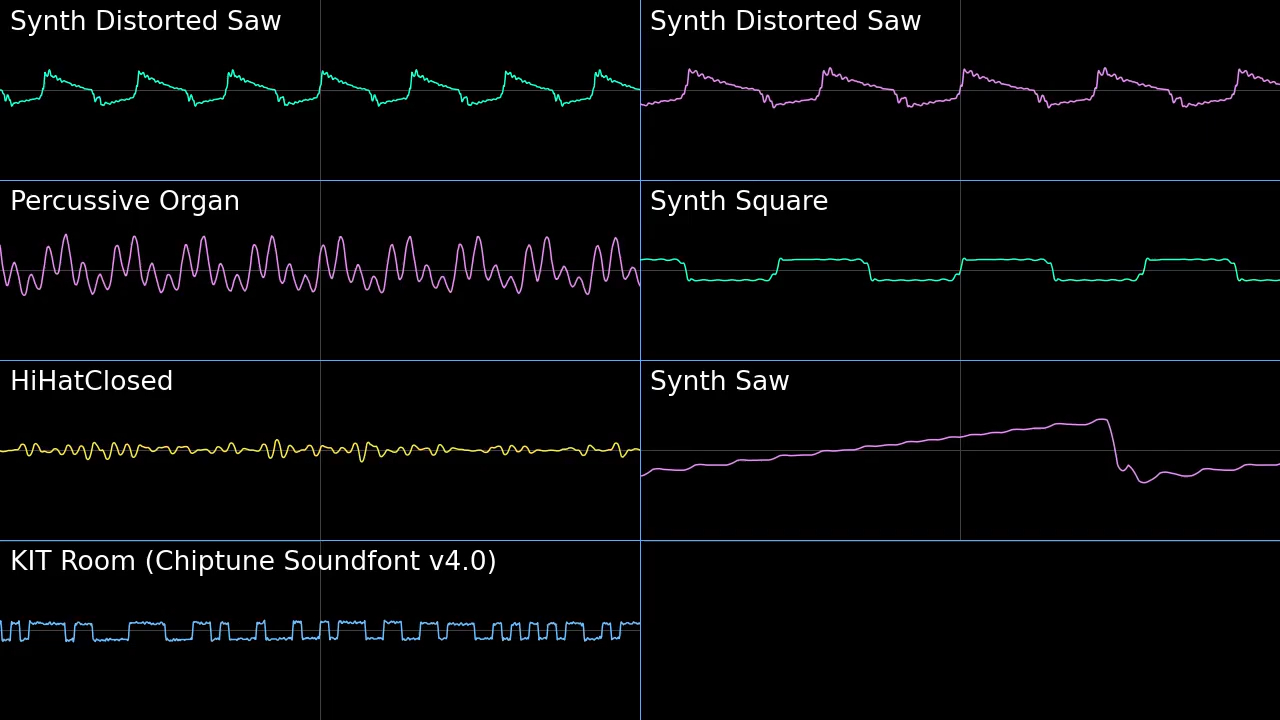 Synth Distorted Saw
Synth Distorted Saw
Percussive Organ
Synth Square
HiHatClosed
Synth Saw
KIT Room (Chiptune Soundfont v4.0)